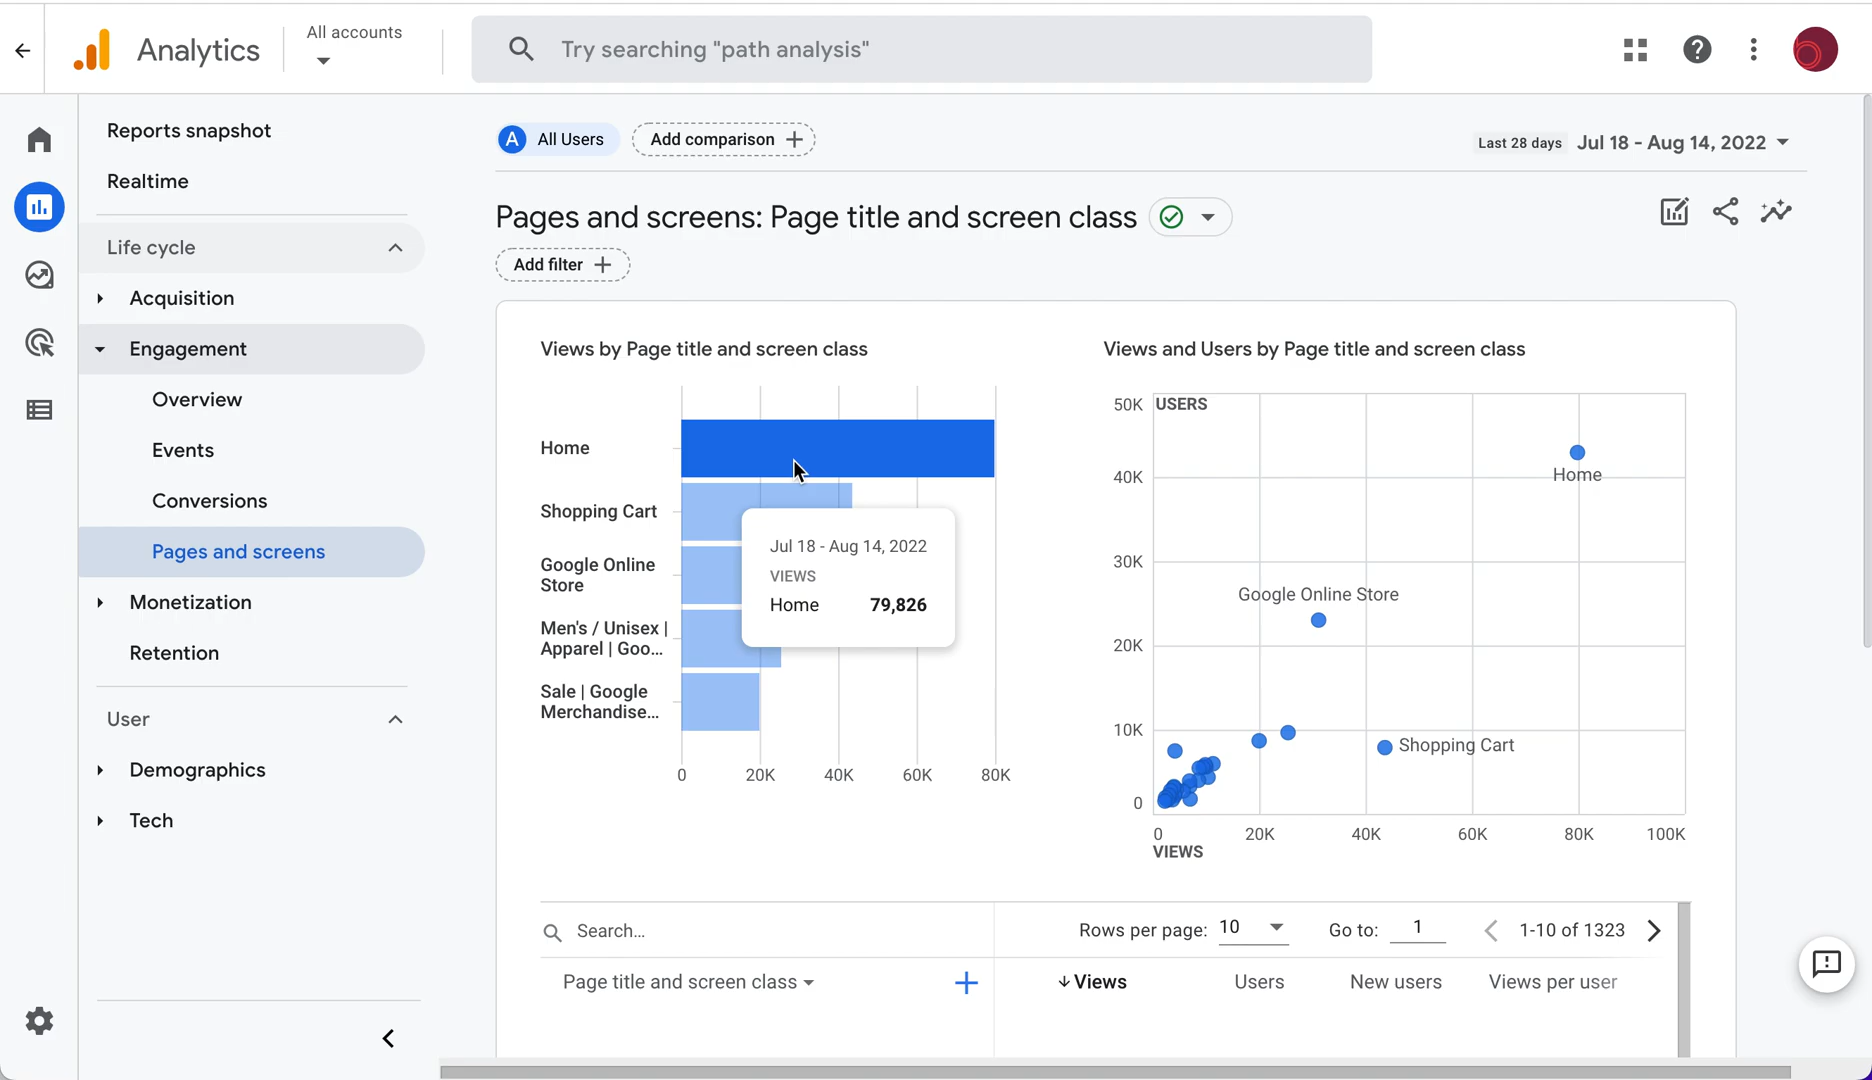 Analytics
All accounts
Try searching "path analysis"
Reports snapshot
Realtime
Life cycle
Acquisition
Engagement
Overview
Events
Conversions
Pages and screens
Monetization
Retention
User
Demographics
Tech
A All Users
Add comparison +
Last 28 days Jul 18 - Aug 14, 2022
Pages and screens: Page title and screen class
Add filter +
Views by Page title and screen class
Home
Shopping Cart
Google Online
Store
Men's / Unisex |
Apparel | Goo...
Sale | Google
Merchandise...
0 20K 40K 60K 80K
Jul 18 - Aug 14, 2022
VIEWS
Home 79,826
Views and Users by Page title and screen class
50K USERS
40K
30K
20K
10K
0
Home
Google Online Store
Shopping Cart
0 20K 40K 60K 80K 100K
VIEWS
Search...
Rows per page: 10 Go to: 1 1-10 of 1323
Page title and screen class +
Views Users New users Views per user